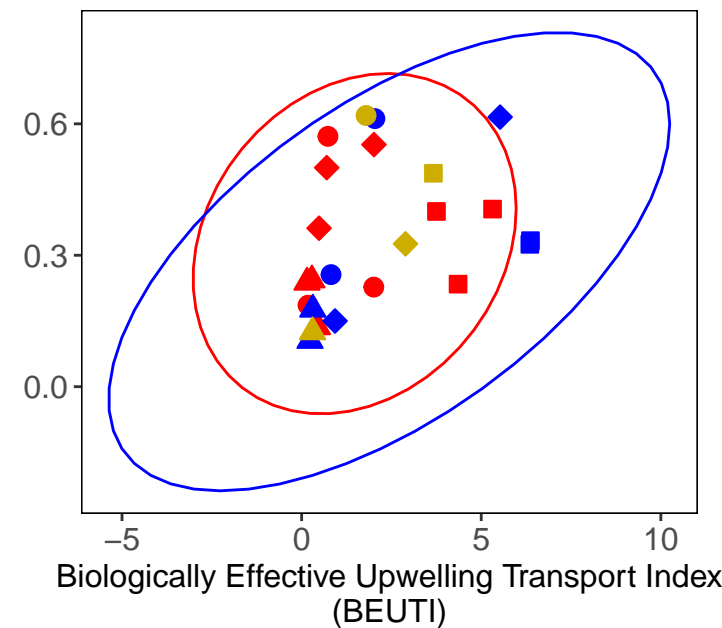 0.6
0.3
0.0
−5 0 5 10
Biologically Effective Upwelling Transport Index
(BEUTI)